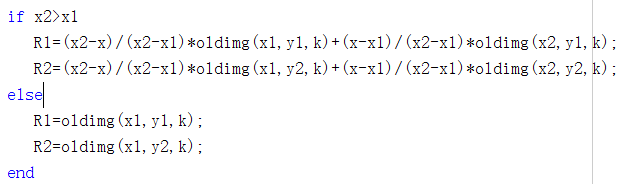 if x2>x1
R1=(x2-x)/(x2-x1)*oldimg(x1,y1,k)+(x-x1)/(x2-x1)*oldimg(x2,y1,k);
R2=(x2-x)/(x2-x1)*oldimg(x1,y2,k)+(x-x1)/(x2-x1)*oldimg(x2,y2,k);
else
R1=oldimg(x1,y1,k);
R2=oldimg(x1,y2,k);
end